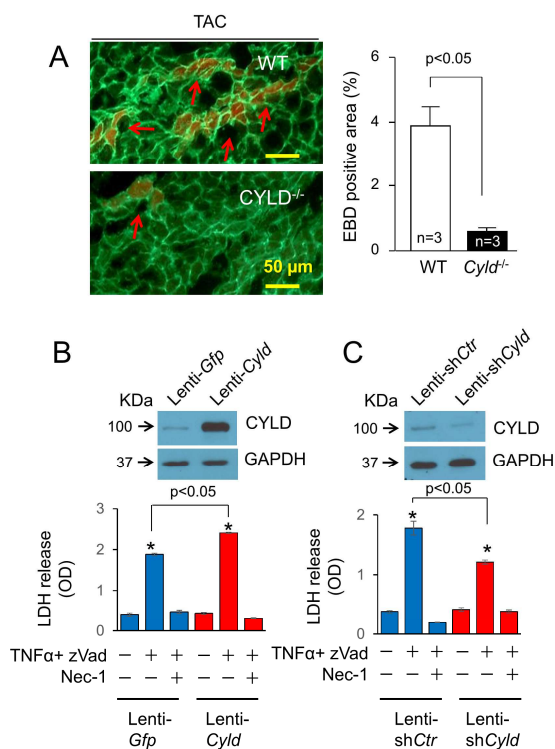 TAC
A
WT
CYLD-/-
50 µm
EBD positive area (%)
6
4
2
0
p<0.05
n=3
n=3
WT
Cyld-/-
B
Lenti-Gfp
Lenti-Cyld
KDa
100
CYLD
37
GAPDH
p<0.05
LDH release
(OD)
3
2
1
0
*
*
TNFα+ zVad − + + − + +
Nec-1 + +
Lenti-
Gfp
Lenti-
Cyld
C
Lenti-shCtr
Lenti-shCyld
KDa
100
CYLD
37
GAPDH
p<0.05
LDH release
(OD)
2
1
0
*
*
TNFα+ zVad − + + − + +
Nec-1 + +
Lenti-
shCtr
Lenti-
shCyld